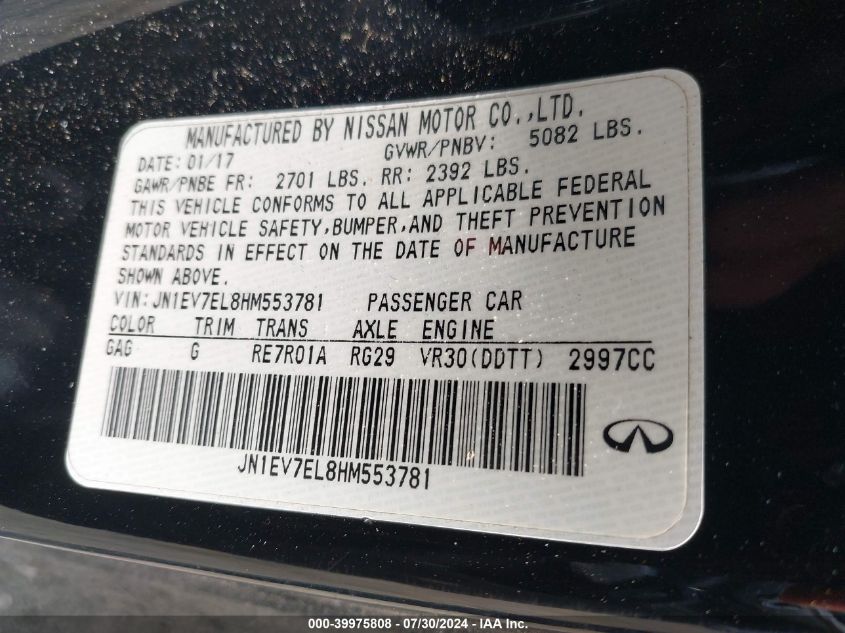 MANUFACTURED BY NISSAN MOTOR CO.,LTD.
DATE: 01/17 GVWR/PNBV: 5082 LBS.
GAWR/PNBE FR: 2701 LBS. RR: 2392 LBS.
THIS VEHICLE CONFORMS TO ALL APPLICABLE FEDERAL
MOTOR VEHICLE SAFETY,BUMPER,AND THEFT PREVENTION
STANDARDS IN EFFECT ON THE DATE OF MANUFACTURE
SHOWN ABOVE.
VIN: JN1EV7EL8HM553781 PASSENGER CAR
COLOR TRIM TRANS AXLE ENGINE
GAG G RE7R01A RG29 VR30(DDTT) 2997CC
JN1EV7EL8HM553781
000-39975808 - 07/30/2024 - © IAA Inc.